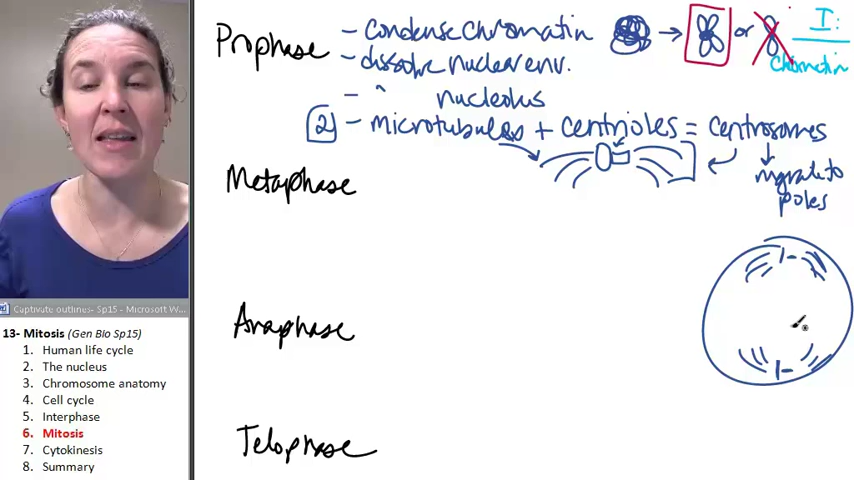 Prophase
- condense chromatin
or
I:
chromatin
- dissolve nuclear env.
- " nucleolus
2 - microtubules + centrioles = centrosomes
migrate to
poles
Metaphase
Anaphase
Telophase
Captivate outlines- Sp15 - Microsoft W...
13- Mitosis (Gen Bio Sp15)
1. Human life cycle
2. The nucleus
3. Chromosome anatomy
4. Cell cycle
5. Interphase
6. Mitosis
7. Cytokinesis
8. Summary